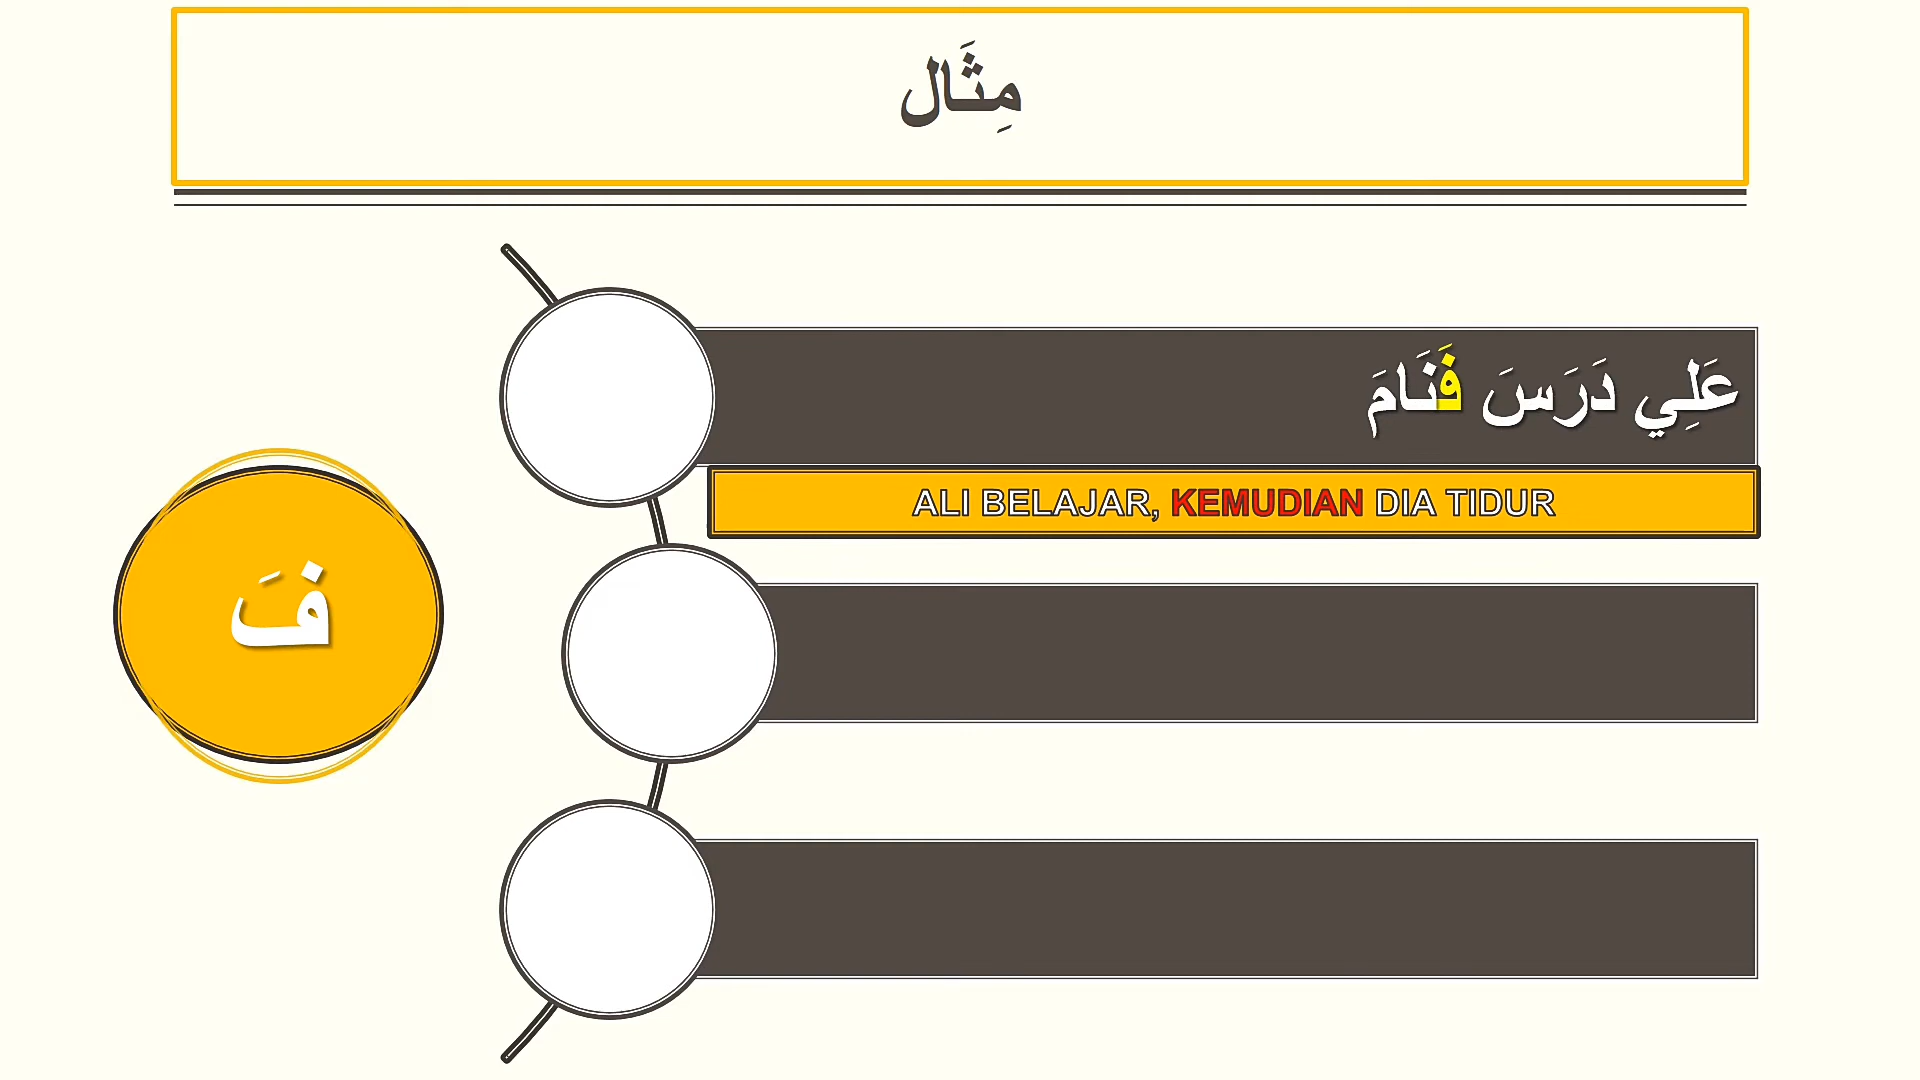 مِثَال
عَلِي دَرَسَ فَنَامَ
ALI BELAJAR, KEMUDIAN DIA TIDUR
فَ